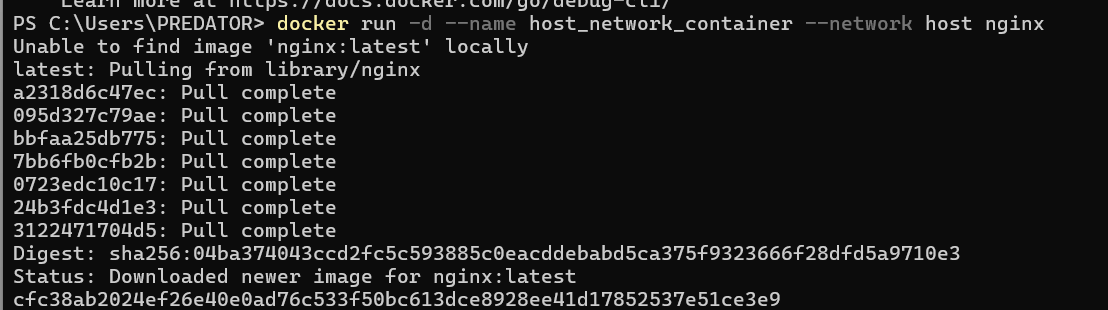 Learn more at https://docs.docker.com/go/debug-cli/
PS C:\Users\PREDATOR> docker run -d --name host_network_container --network host nginx
Unable to find image 'nginx:latest' locally
latest: Pulling from library/nginx
a2318d6c47ec: Pull complete
095d327c79ae: Pull complete
bbfaa25db775: Pull complete
7bb6fb0cfb2b: Pull complete
0723edc10c17: Pull complete
24b3fdc4d1e3: Pull complete
3122471704d5: Pull complete
Digest: sha256:04ba374043ccd2fc5c593885c0eacddebabd5ca375f9323666f28dfd5a9710e3
Status: Downloaded newer image for nginx:latest
cfc38ab2024ef26e40e0ad76c533f50bc613dce8928ee41d17852537e51ce3e9